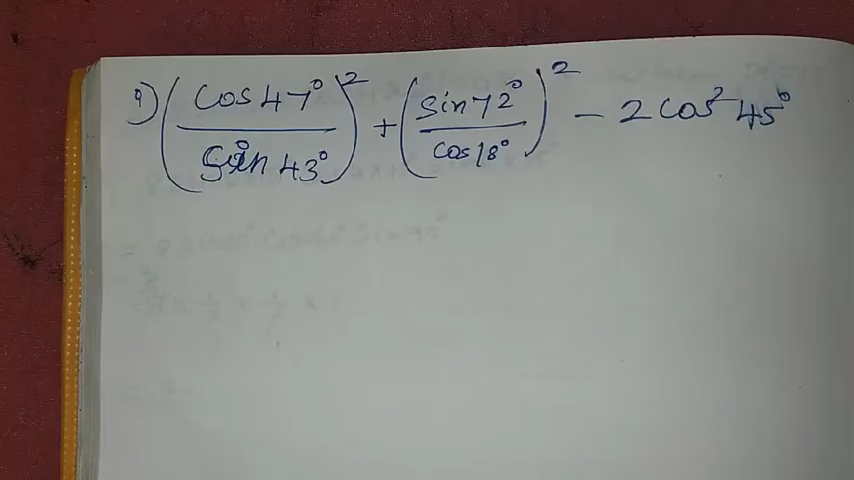 9) (cos 47° / sin 43°)² + (sin 72° / cos 18°)² - 2 cos² 45°